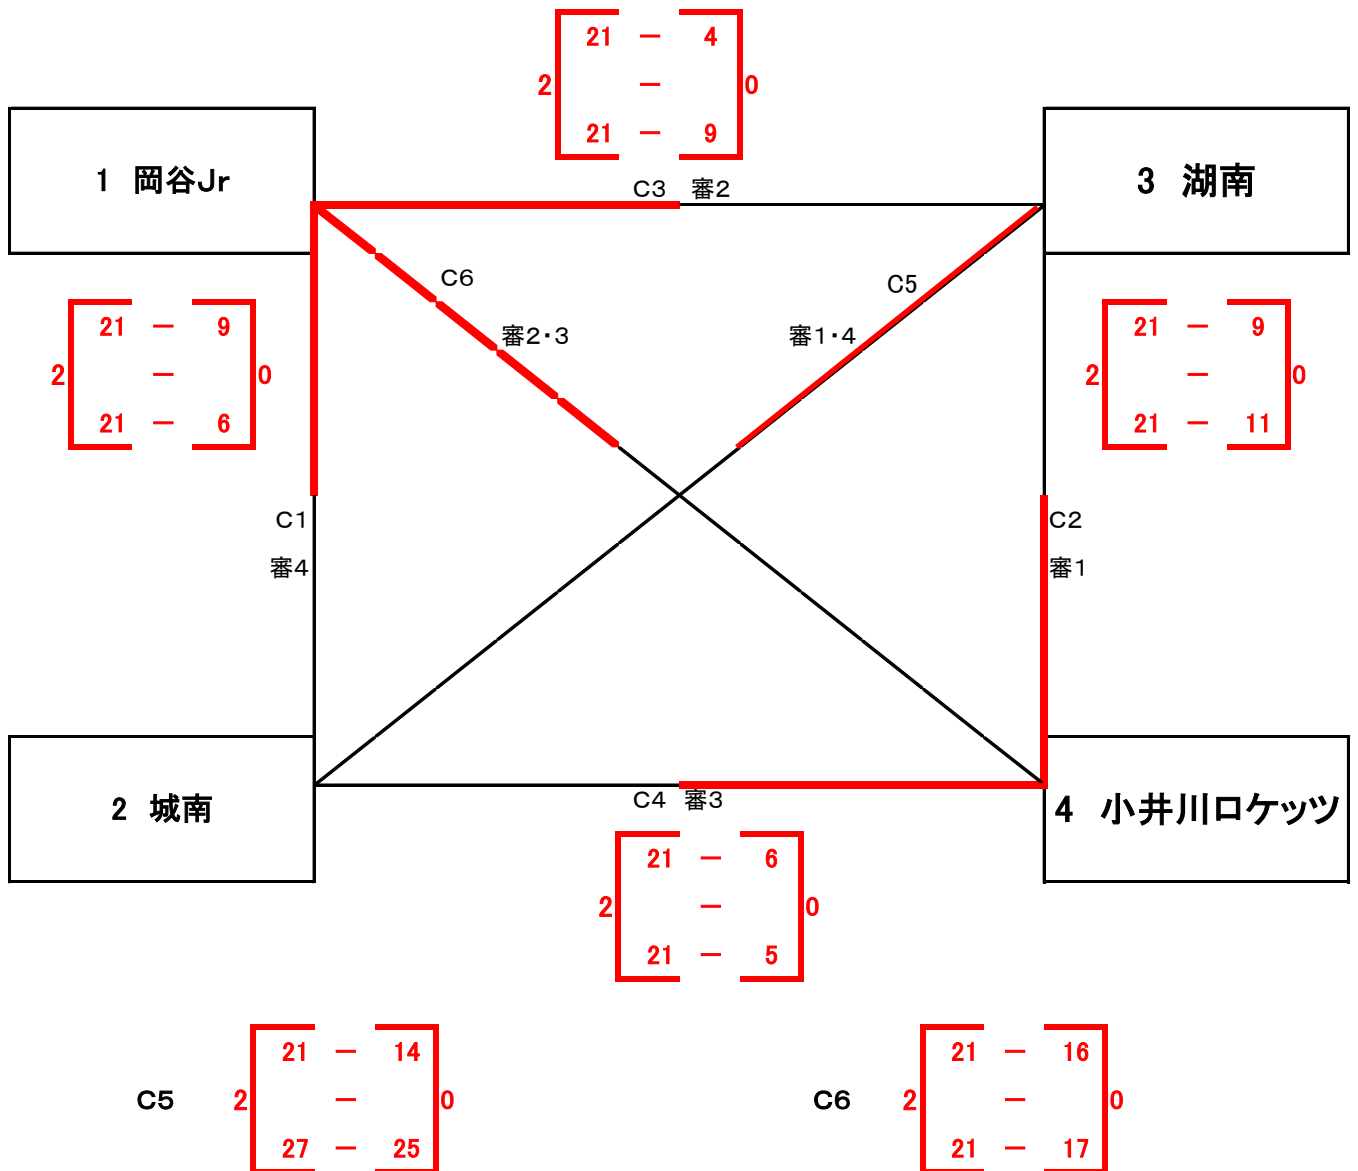 21 － 4
2 － 0
21 － 9
1 岡谷Jr
3 湖南
C3 審2
C6
C5
21 － 9
2 － 0
21 － 6
審2・3
審1・4
21 － 9
2 － 0
21 － 11
C1
審4
C2
審1
2 城南
C4 審3
4 小井川ロケッツ
21 － 6
2 － 0
21 － 5
21 － 14
C5 2 － 0
27 － 25
21 － 16
C6 2 － 0
21 － 17